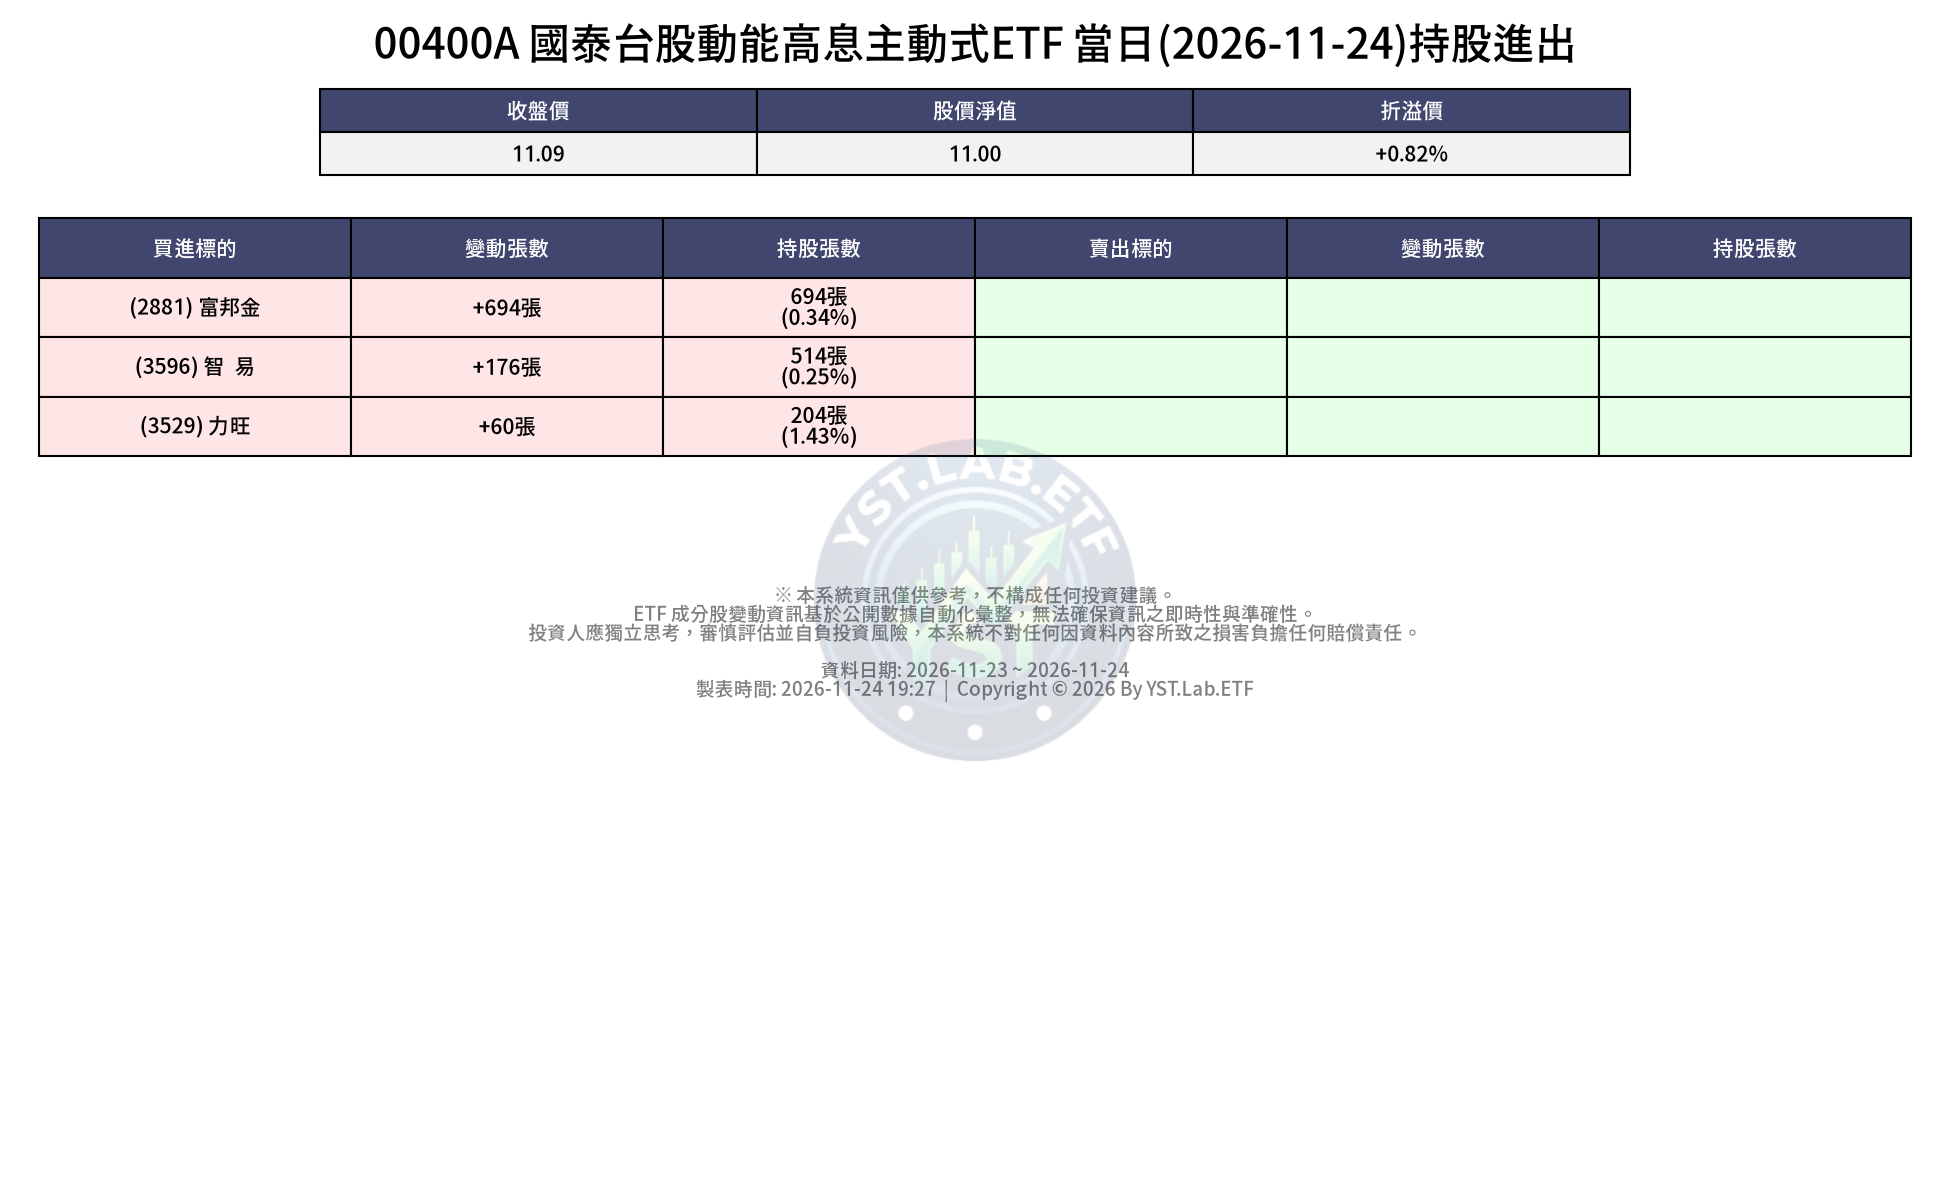 00400A 國泰台股動能高息主動式ETF 當日(2026-11-24)持股進出
收盤價 股價淨值 折溢價
11.09 11.00 +0.82%
買進標的 變動張數 持股張數 賣出標的 變動張數 持股張數
(2881) 富邦金 +694張 694張
(0.34%)
(3596) 智 易 +176張 514張
(0.25%)
(3529) 力旺 +60張 204張
(1.43%)
YST.LAB.ETF
YST
※ 本系統資訊僅供參考，不構成任何投資建議。
ETF 成分股變動資訊基於公開數據自動化彙整，無法確保資訊之即時性與準確性。
投資人應獨立思考，審慎評估並自負投資風險，本系統不對任何因資料內容所致之損害負擔任何賠償責任。
資料日期: 2026-11-23 ~ 2026-11-24
製表時間: 2026-11-24 19:27 | Copyright © 2026 By YST.Lab.ETF